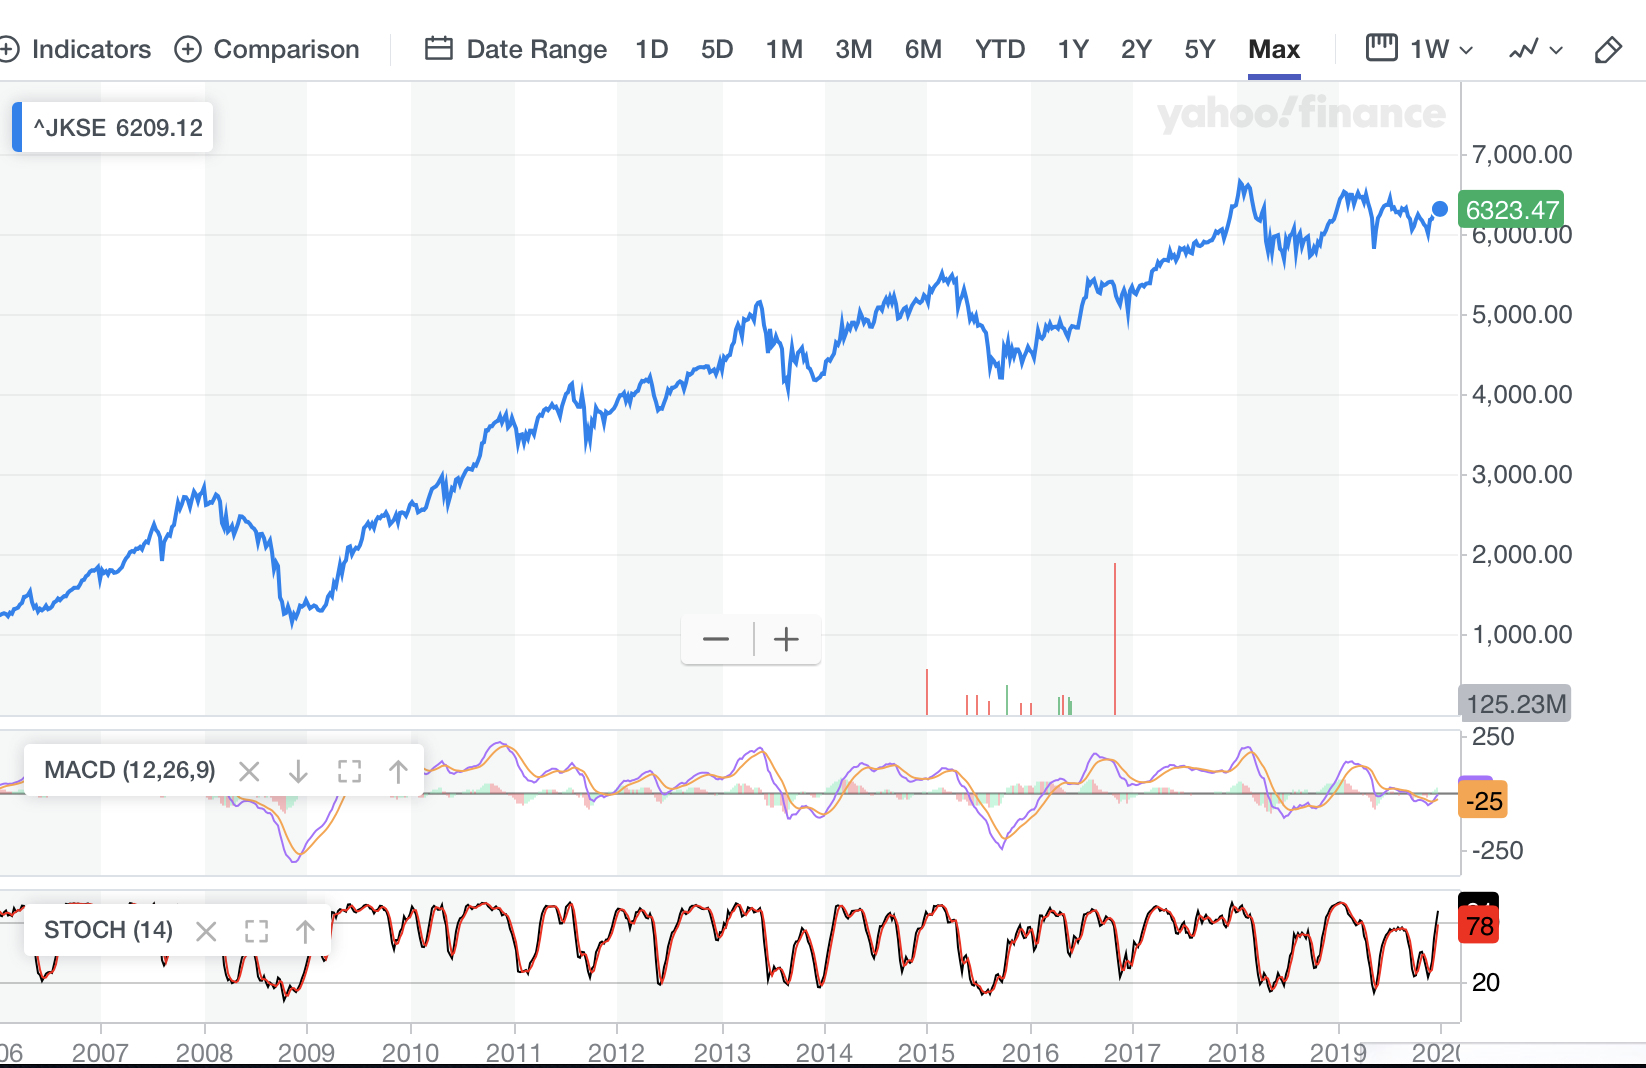 Indicators Comparison Date Range 1D 5D 1M 3M 6M YTD 1Y 2Y 5Y Max 1W
^JKSE 6209.12
yahoo!finance
7,000.00
6323.47
6,000.00
5,000.00
4,000.00
3,000.00
2,000.00
1,000.00
125.23M
MACD (12,26,9)
250
-25
-250
STOCH (14)
78
20
06 2007 2008 2009 2010 2011 2012 2013 2014 2015 2016 2017 2018 2019 2020